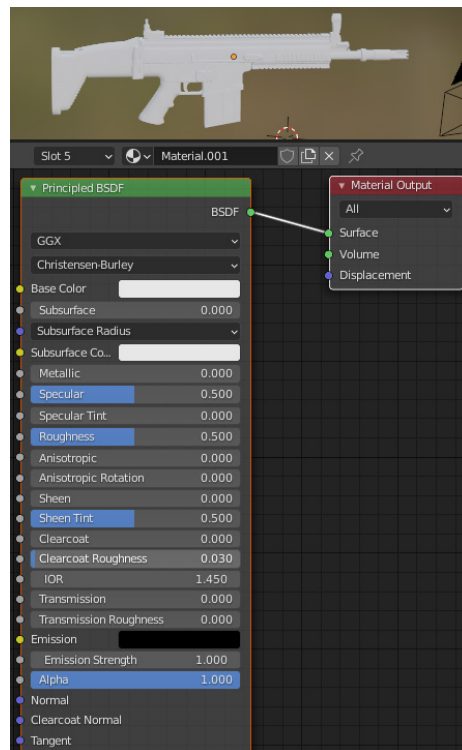 Slot 5 Material.001
Principled BSDF
BSDF
GGX
Christensen-Burley
Base Color
Subsurface 0.000
Subsurface Radius
Subsurface Co...
Metallic 0.000
Specular 0.500
Specular Tint 0.000
Roughness 0.500
Anisotropic 0.000
Anisotropic Rotation 0.000
Sheen 0.000
Sheen Tint 0.500
Clearcoat 0.000
Clearcoat Roughness 0.030
IOR 1.450
Transmission 0.000
Transmission Roughness 0.000
Emission
Emission Strength 1.000
Alpha 1.000
Normal
Clearcoat Normal
Tangent
Material Output
All
Surface
Volume
Displacement